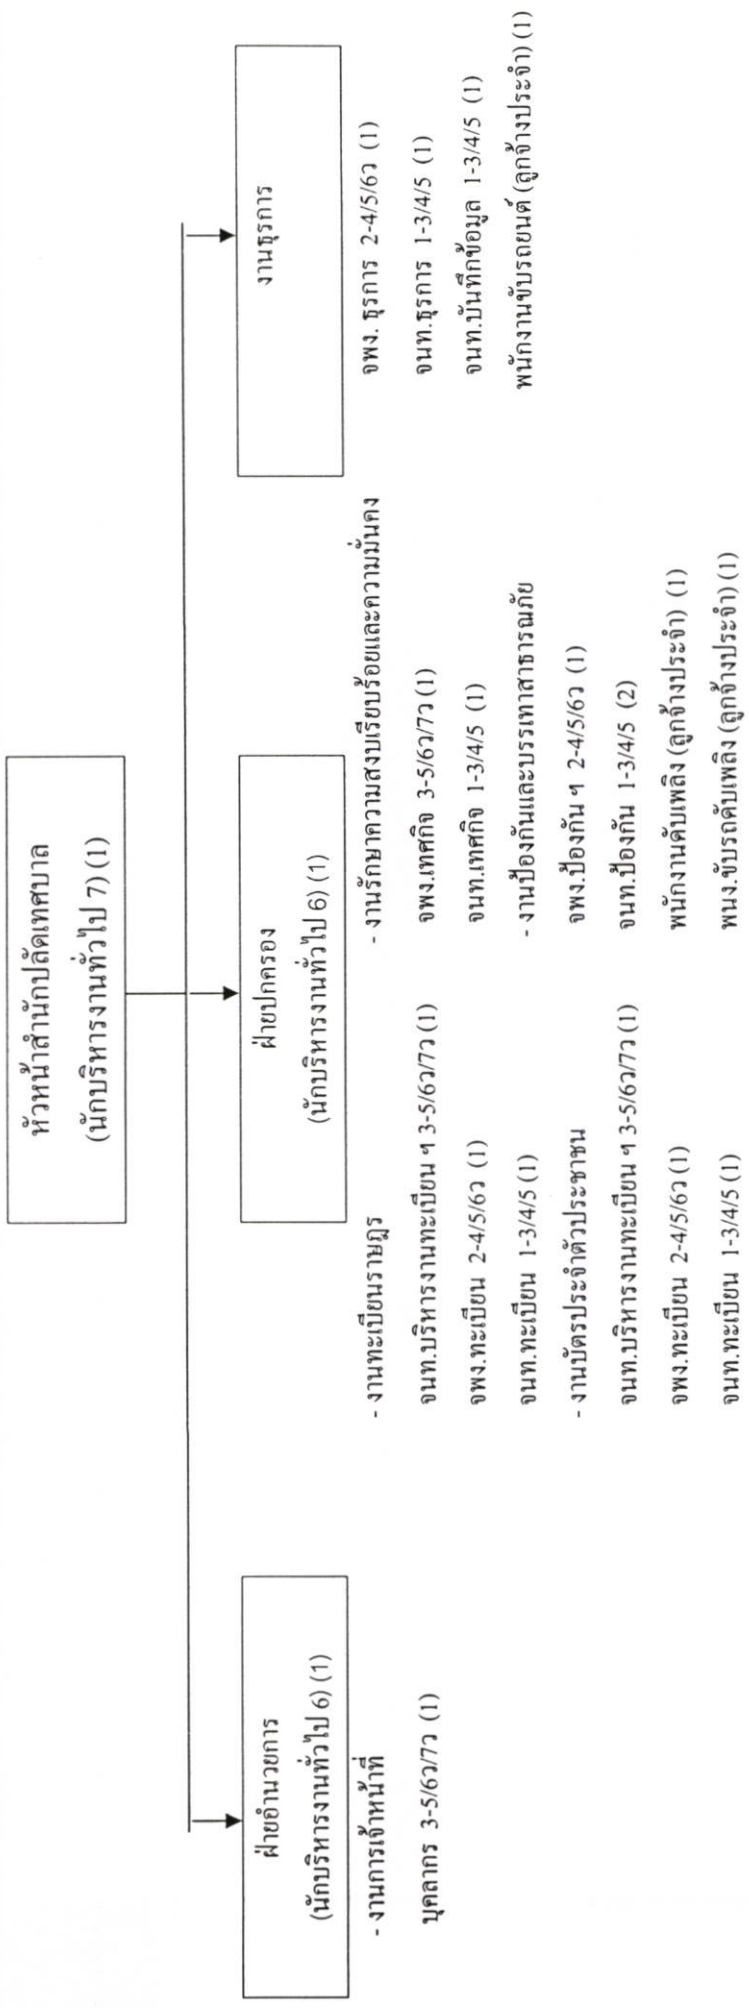 หัวหน้าสำนักปลัดเทศบาล
(นักบริหารงานทั่วไป 7) (1)
ฝ่ายอำนวยการ
(นักบริหารงานทั่วไป 6) (1)
- งานการเจ้าหน้าที่
บุคลากร 3-5/6ว/7ว (1)
ฝ่ายปกครอง
(นักบริหารงานทั่วไป 6) (1)
- งานทะเบียนราษฎร
จนท.บริหารงานทะเบียน ฯ 3-5/6ว/7ว (1)
จพง.ทะเบียน 2-4/5/6ว (1)
จนท.ทะเบียน 1-3/4/5 (1)
- งานบัตรประจำตัวประชาชน
จนท.บริหารงานทะเบียน ฯ 3-5/6ว/7ว (1)
จพง.ทะเบียน 2-4/5/6ว (1)
จนท.ทะเบียน 1-3/4/5 (1)
- งานรักษาความสงบเรียบร้อยและความมั่นคง
จพง.เทศกิจ 3-5/6ว/7ว (1)
จนท.เทศกิจ 1-3/4/5 (1)
- งานป้องกันและบรรเทาสาธารณภัย
จพง.ป้องกัน ฯ 2-4/5/6ว (1)
จนท.ป้องกัน 1-3/4/5 (2)
พนักงานดับเพลิง (ลูกจ้างประจำ) (1)
พนง.ขับรถดับเพลิง (ลูกจ้างประจำ) (1)
งานธุรการ
จพง. ธุรการ 2-4/5/6ว (1)
จนท.ธุรการ 1-3/4/5 (1)
จนท.บันทึกข้อมูล 1-3/4/5 (1)
พนักงานขับรถยนต์ (ลูกจ้างประจำ) (1)